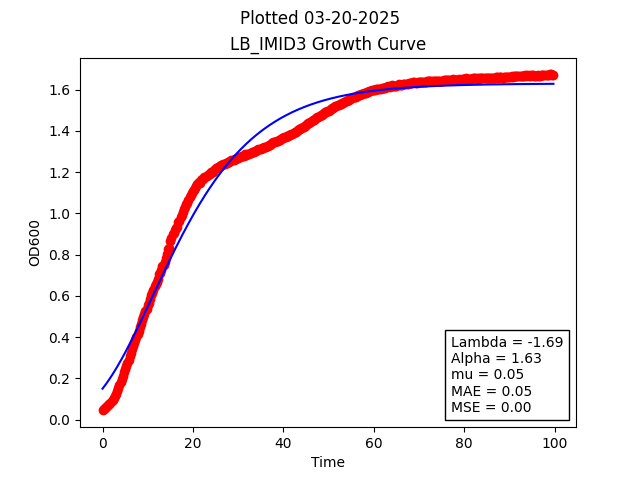 Plotted 03-20-2025
LB_IMID3 Growth Curve
OD600
1.6
1.4
1.2
1.0
0.8
0.6
0.4
0.2
0.0
Lambda = -1.69
Alpha = 1.63
mu = 0.05
MAE = 0.05
MSE = 0.00
0 20 40 60 80 100
Time